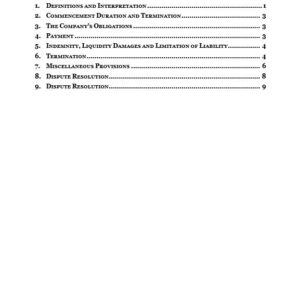 1. Definitions and Interpretation 1
2. Commencement Duration and Termination 3
3. The Company's Obligations 3
4. Payment 3
5. Indemnity, Liquidity Damages and Limitation of Liability 4
6. Termination 4
7. Miscellaneous Provisions 6
8. Dispute Resolution 8
9. Dispute Resolution 9